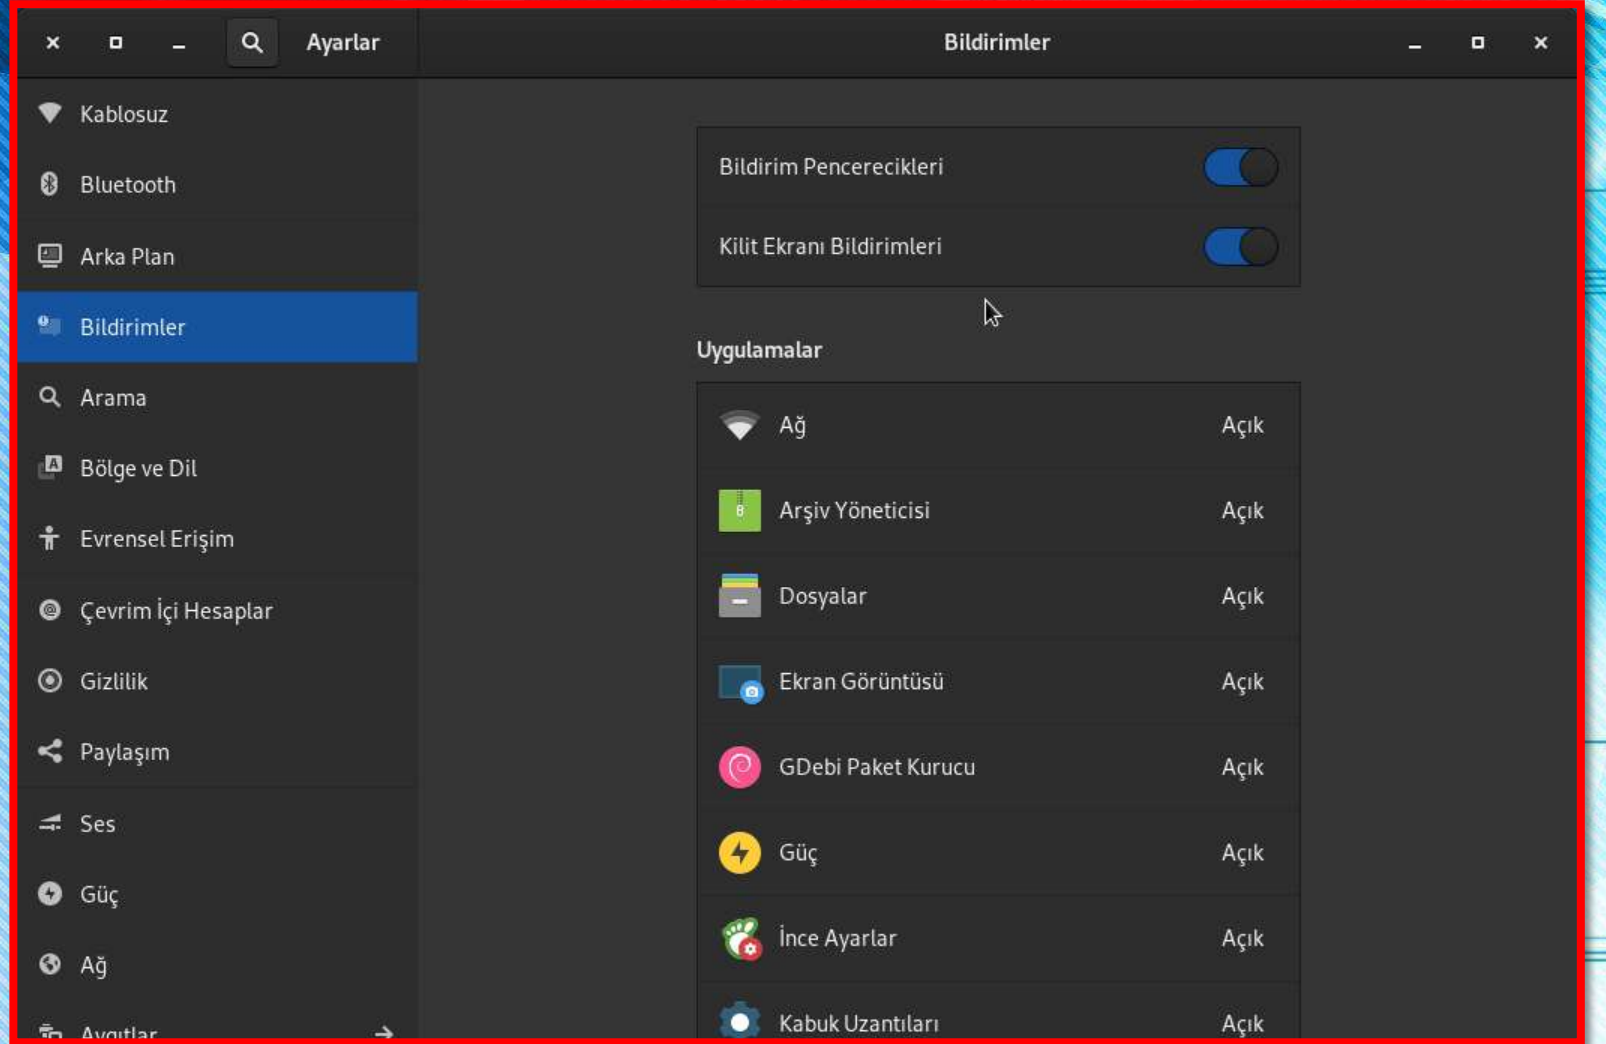 Ayarlar
Bildirimler
Kablosuz
Bluetooth
Arka Plan
Bildirimler
Arama
Bölge ve Dil
Evrensel Erişim
Çevrim İçi Hesaplar
Gizlilik
Paylaşım
Ses
Güç
Ağ
Aygıtlar
Bildirim Pencerecikleri
Kilit Ekranı Bildirimleri
Uygulamalar
Ağ Açık
Arşiv Yöneticisi Açık
Dosyalar Açık
Ekran Görüntüsü Açık
GDebi Paket Kurucu Açık
Güç Açık
İnce Ayarlar Açık
Kabuk Uzantıları Açık